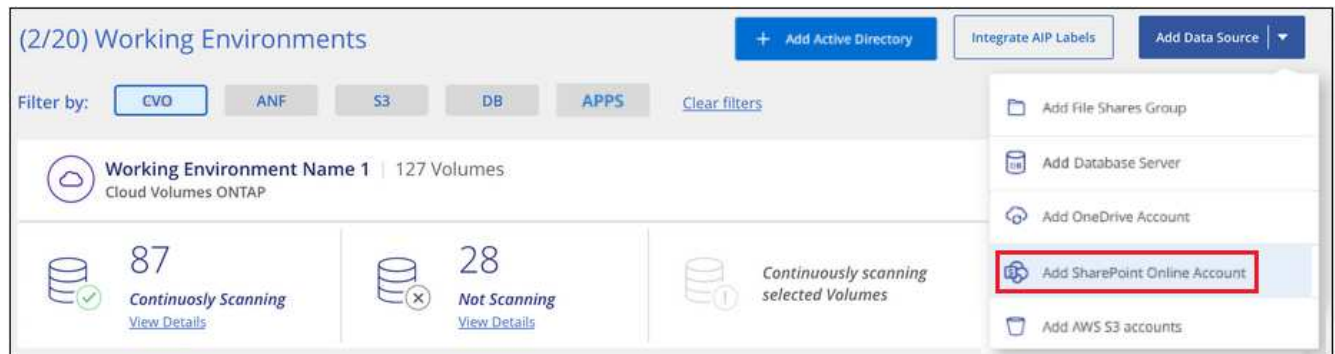 (2/20) Working Environments
+ Add Active Directory
Integrate AIP Labels
Add Data Source
Filter by:
CVO
ANF
S3
DB
APPS
Clear filters
Working Environment Name 1 | 127 Volumes
Cloud Volumes ONTAP
87
Continuosly Scanning
View Details
28
Not Scanning
View Details
Continuously scanning
selected Volumes
Add File Shares Group
DB
Add Database Server
Add OneDrive Account
Add SharePoint Online Account
Add AWS S3 accounts